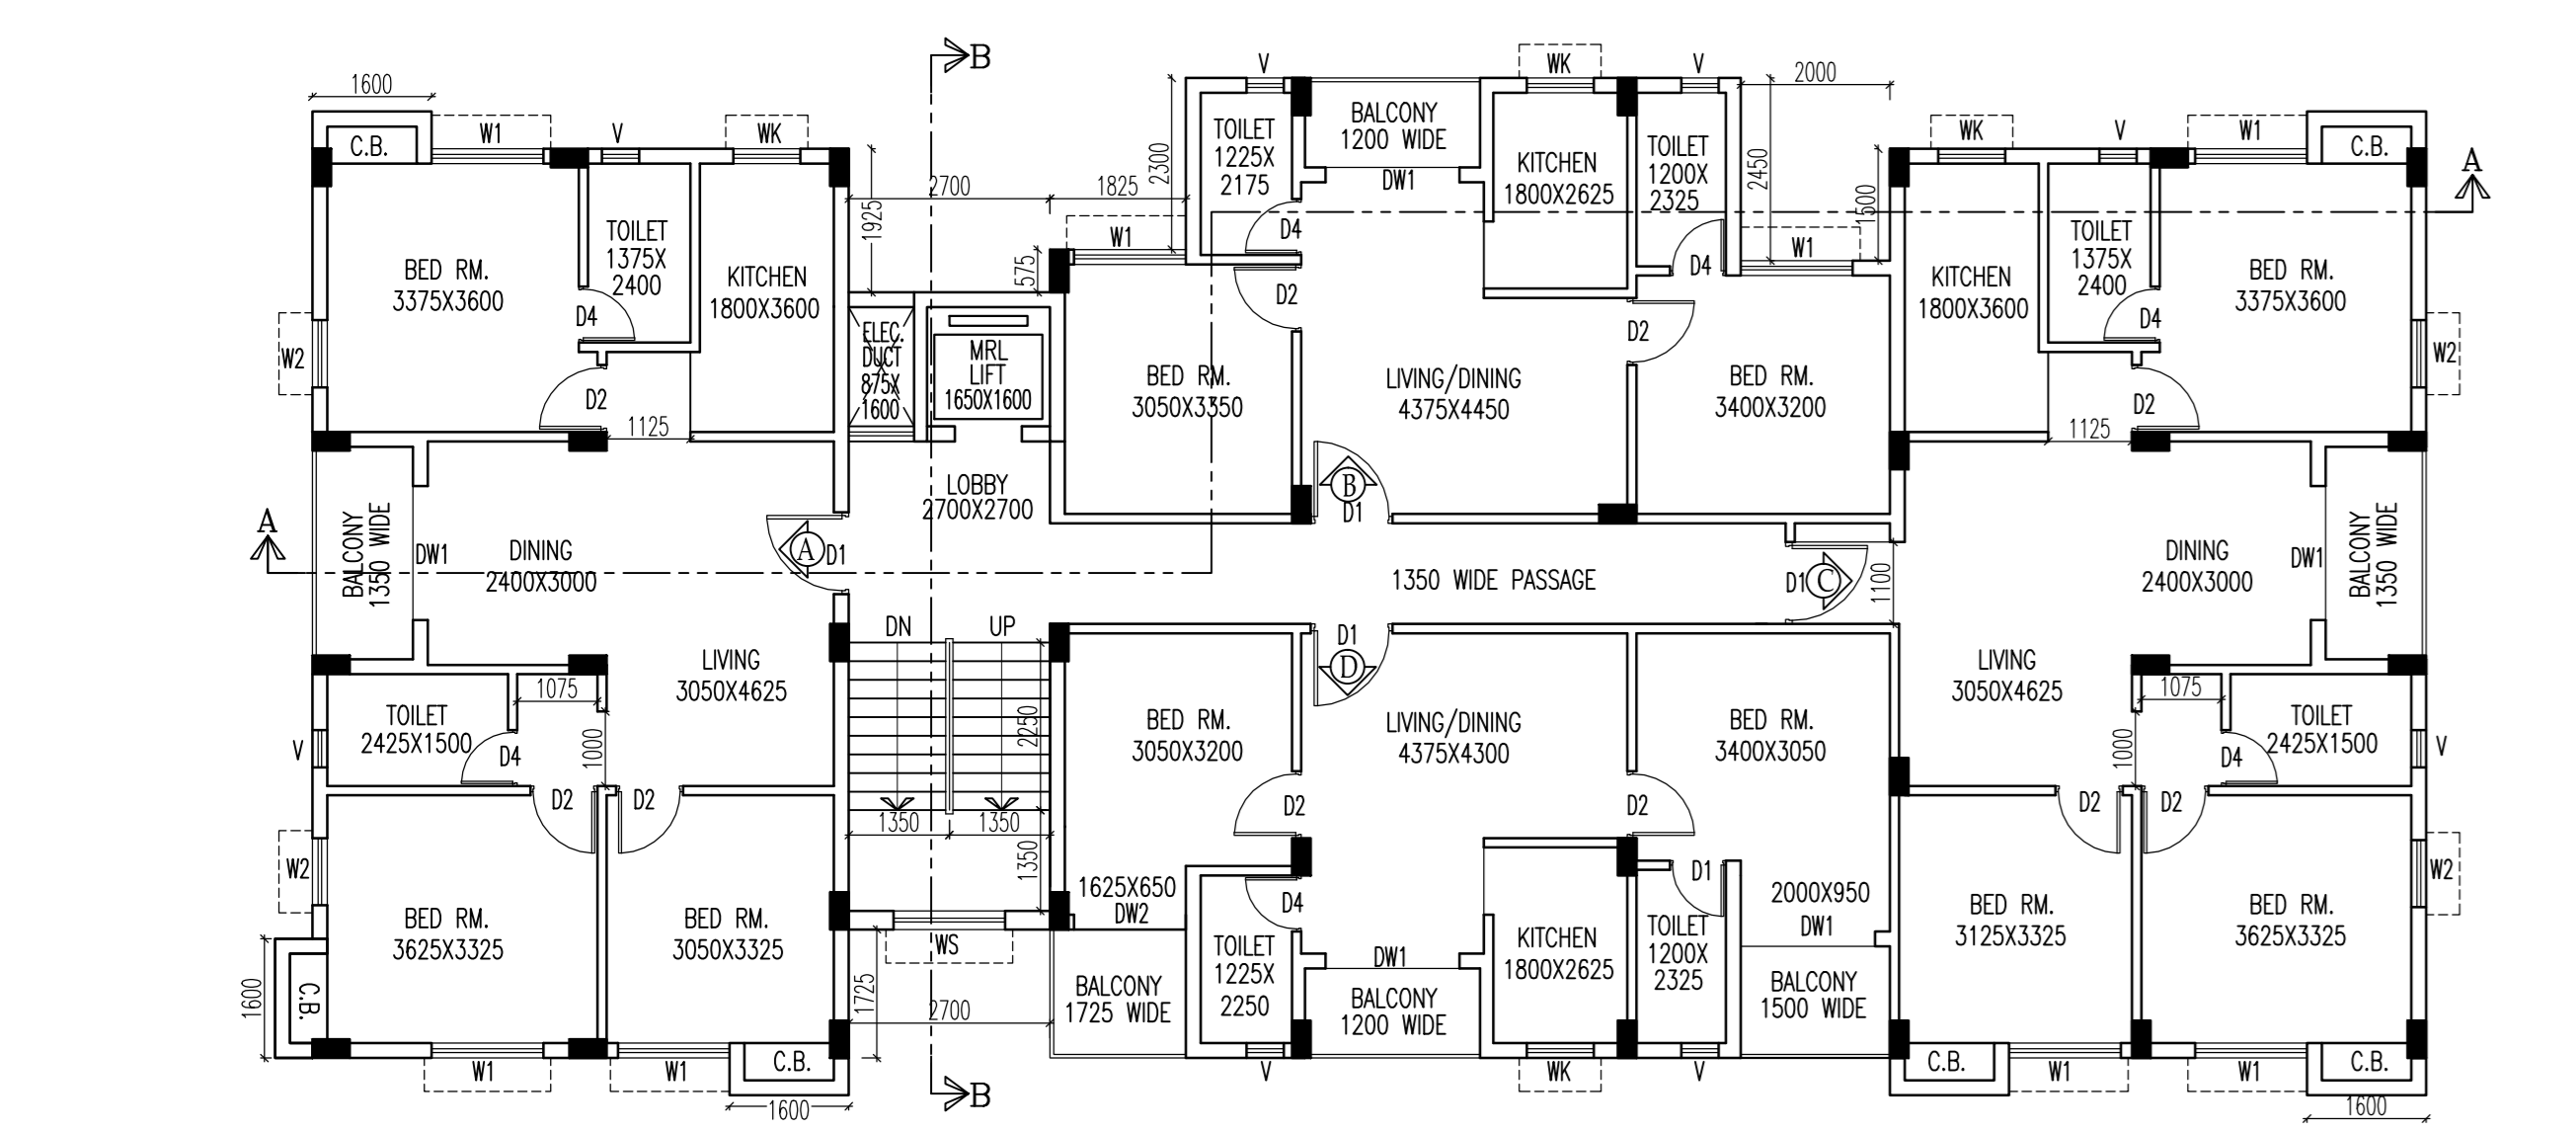 B
1600
W1
V
WK
C.B.
BED RM.
3375X3600
TOILET
1375X
2400
KITCHEN
1800X3600
D4
W2
D2
1125
1925
2700
1825
2300
575
W1
ELEC.
DUCT
875X
1600
MRL
LIFT
1650X1600
LOBBY
2700X2700
V
TOILET
1225X
2175
D4
D2
BED RM.
3050X3350
BALCONY
1200 WIDE
DW1
WK
KITCHEN
1800X2625
V
TOILET
1200X
2325
D4
D2
LIVING/DINING
4375X4450
B
D1
BED RM.
3400X3200
2000
2450
1500
W1
WK
V
W1
C.B.
A
KITCHEN
1800X3600
TOILET
1375X
2400
D4
BED RM.
3375X3600
W2
D2
1125
A
BALCONY
1350 WIDE
DW1
DINING
2400X3000
A
D1
1350 WIDE PASSAGE
D1
C
1100
DINING
2400X3000
DW1
BALCONY
1350 WIDE
LIVING
3050X4625
DN
UP
2250
1350
1350
1350
D1
D
LIVING
3050X4625
1075
TOILET
2425X1500
V
D4
1000
D2
D2
W2
BED RM.
3625X3325
BED RM.
3050X3325
1600
C.B.
W1
W1
C.B.
1600
WS
1725
2700
B
BED RM.
3050X3200
LIVING/DINING
4375X4300
BED RM.
3400X3050
D2
D2
1625X650
DW2
D4
D1
2000X950
DW1
BALCONY
1725 WIDE
TOILET
1225X
2250
V
DW1
BALCONY
1200 WIDE
KITCHEN
1800X2625
WK
TOILET
1200X
2325
V
BALCONY
1500 WIDE
1075
TOILET
2425X1500
V
1000
D4
D2
D2
W2
BED RM.
3125X3325
BED RM.
3625X3325
C.B.
W1
W1
C.B.
1600